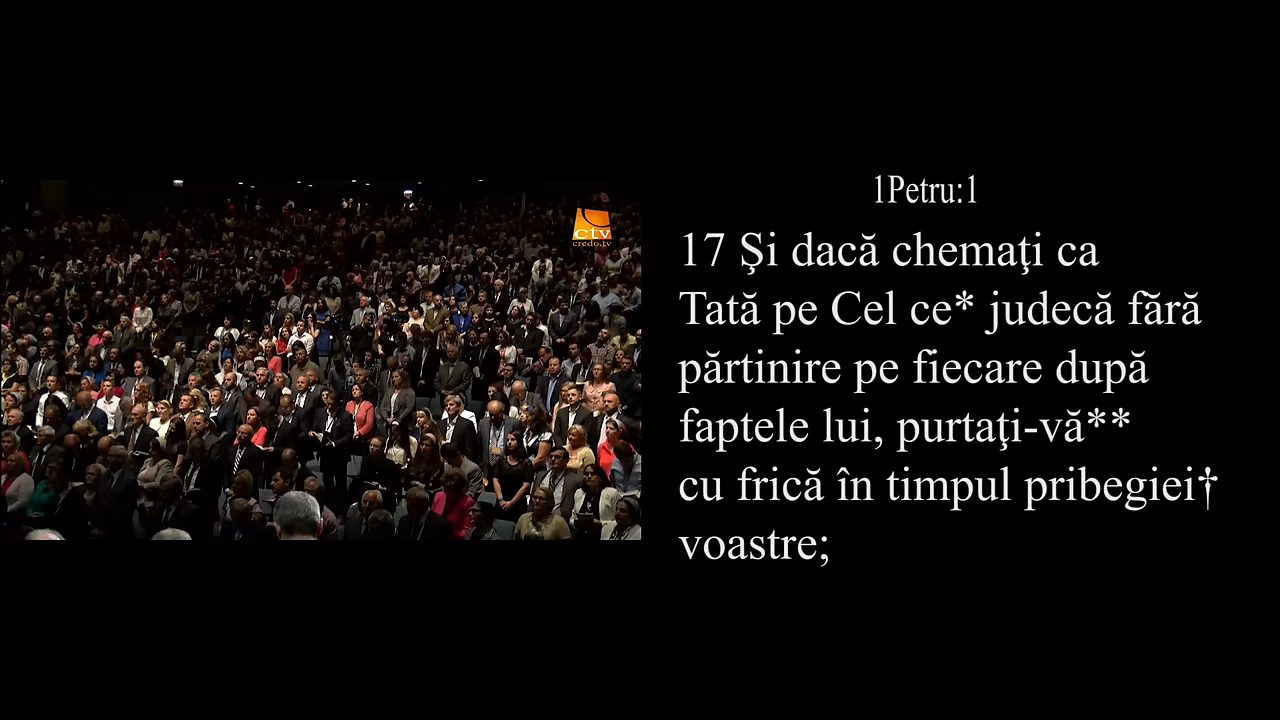 ctv
credo.tv
1Petru:1
17 Şi dacă chemaţi ca
Tată pe Cel ce* judecă fără
părtinire pe fiecare după
faptele lui, purtaţi-vă**
cu frică în timpul pribegiei†
voastre;